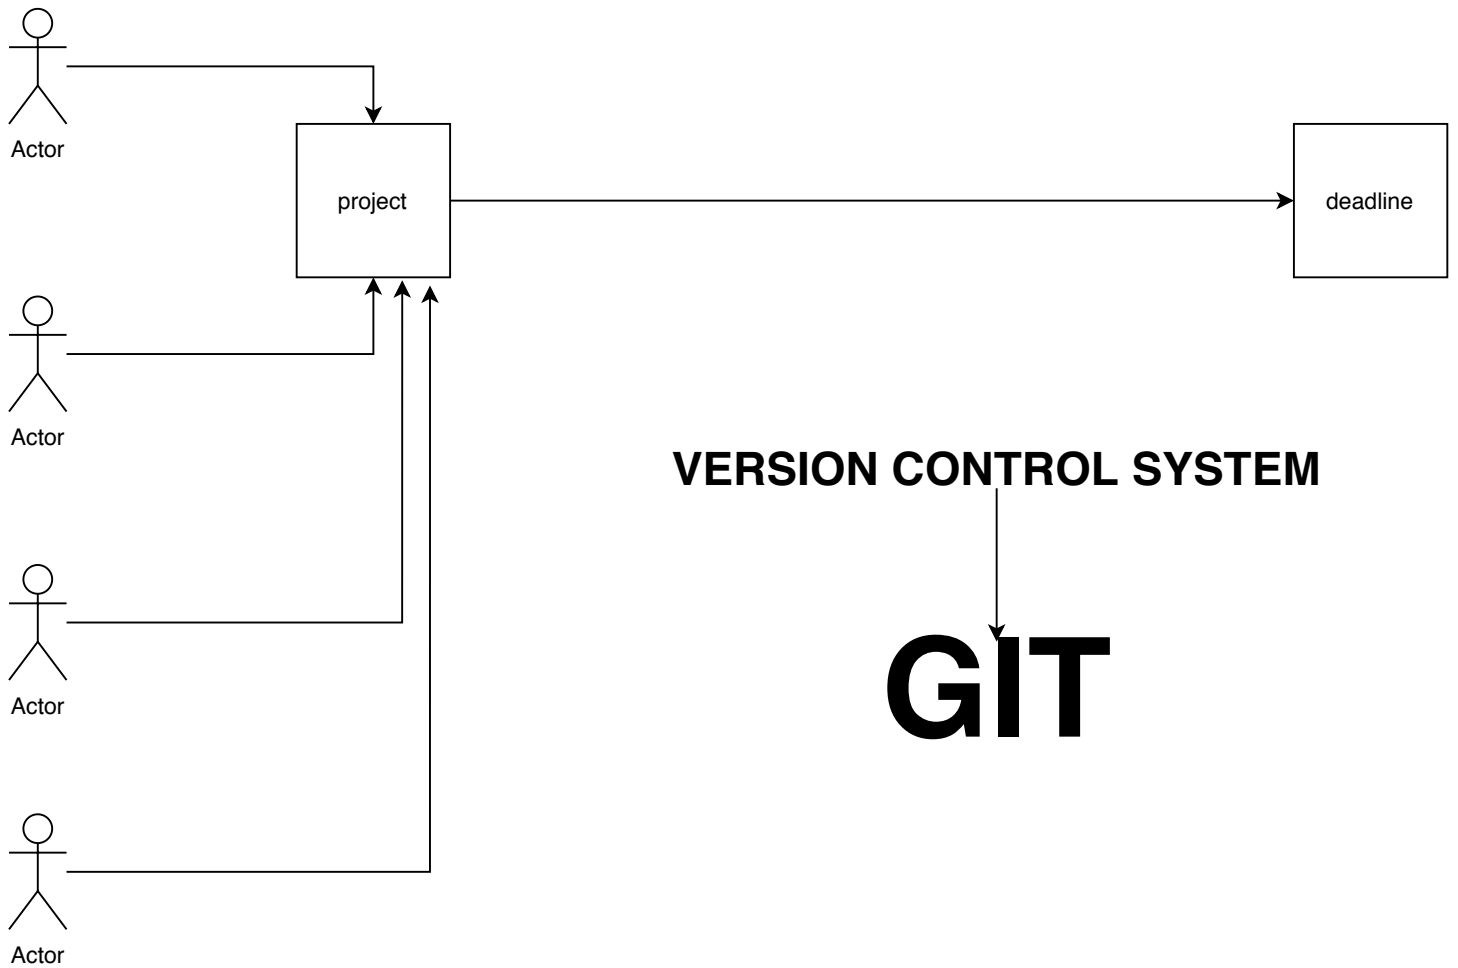 Actor
project
deadline
Actor
VERSION CONTROL SYSTEM
GIT
Actor
Actor